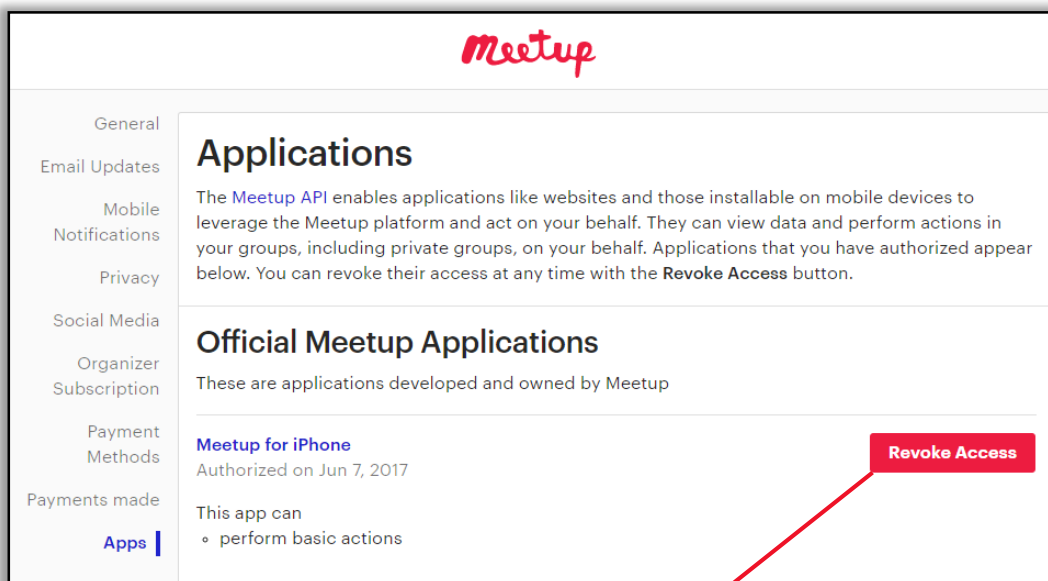 Meetup
General
Email Updates
Mobile
Notifications
Privacy
Social Media
Organizer
Subscription
Payment
Methods
Payments made
Apps
Applications
The Meetup API enables applications like websites and those installable on mobile devices to
leverage the Meetup platform and act on your behalf. They can view data and perform actions in
your groups, including private groups, on your behalf. Applications that you have authorized appear
below. You can revoke their access at any time with the Revoke Access button.
Official Meetup Applications
These are applications developed and owned by Meetup
Meetup for iPhone
Authorized on Jun 7, 2017
Revoke Access
This app can
◦ perform basic actions